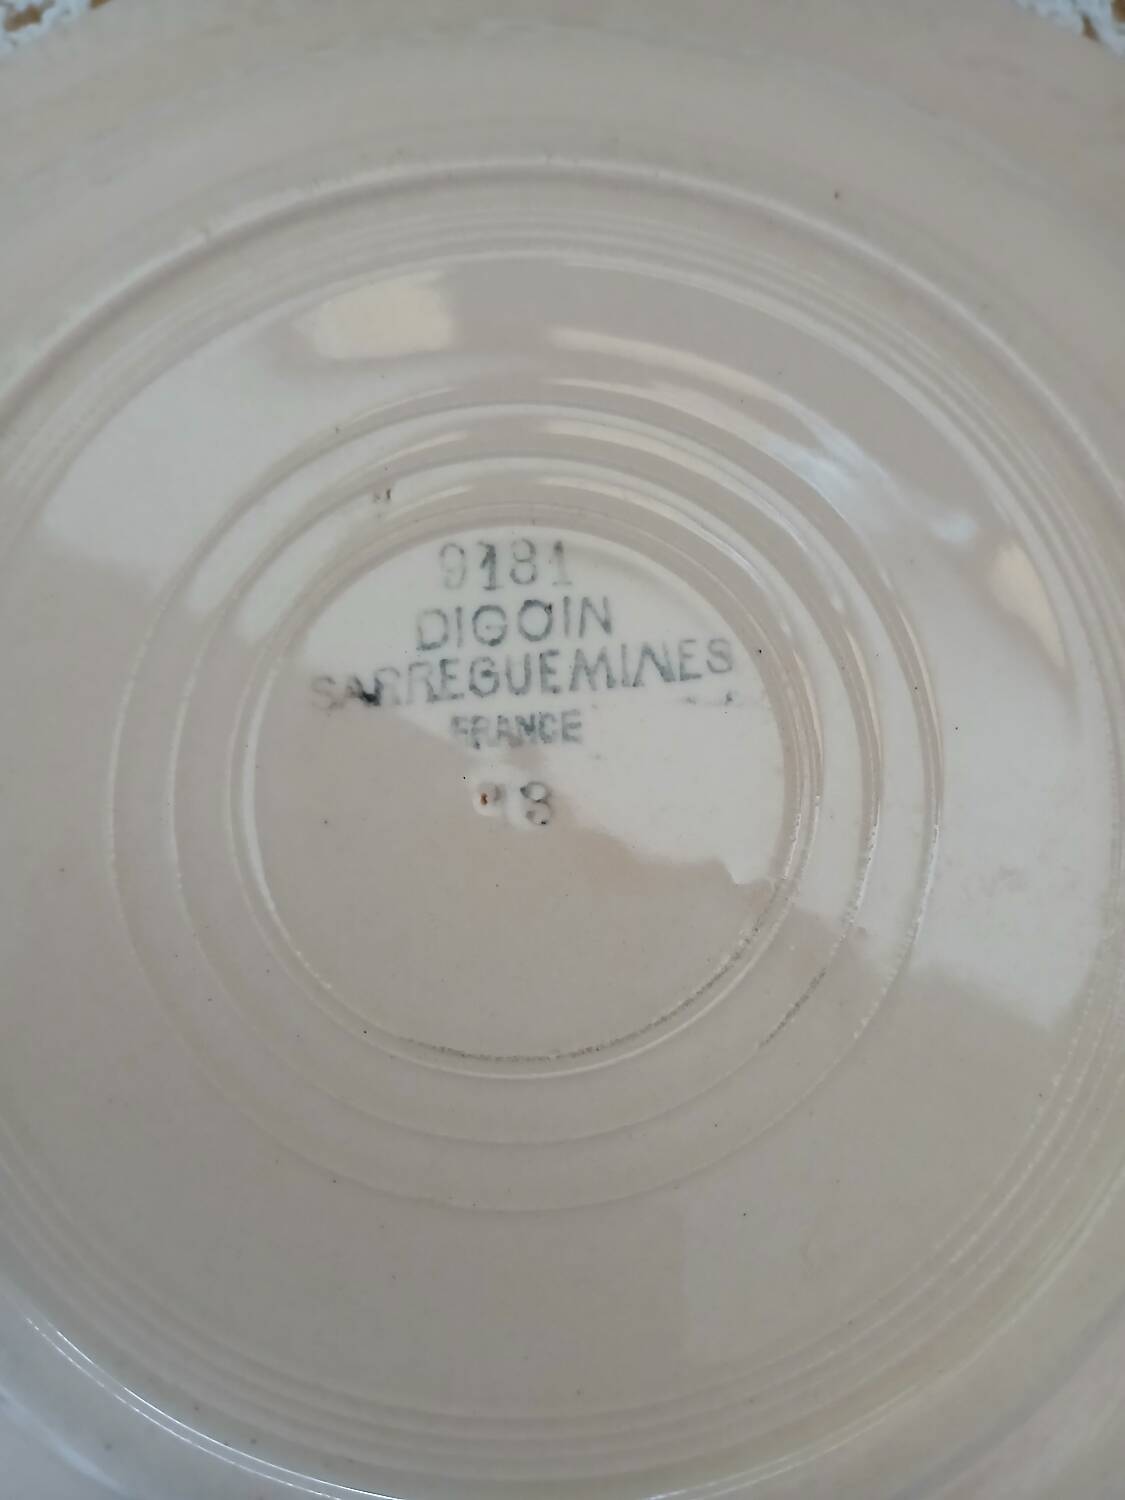 9181
DIGOIN
SARREGUEMINES
FRANCE